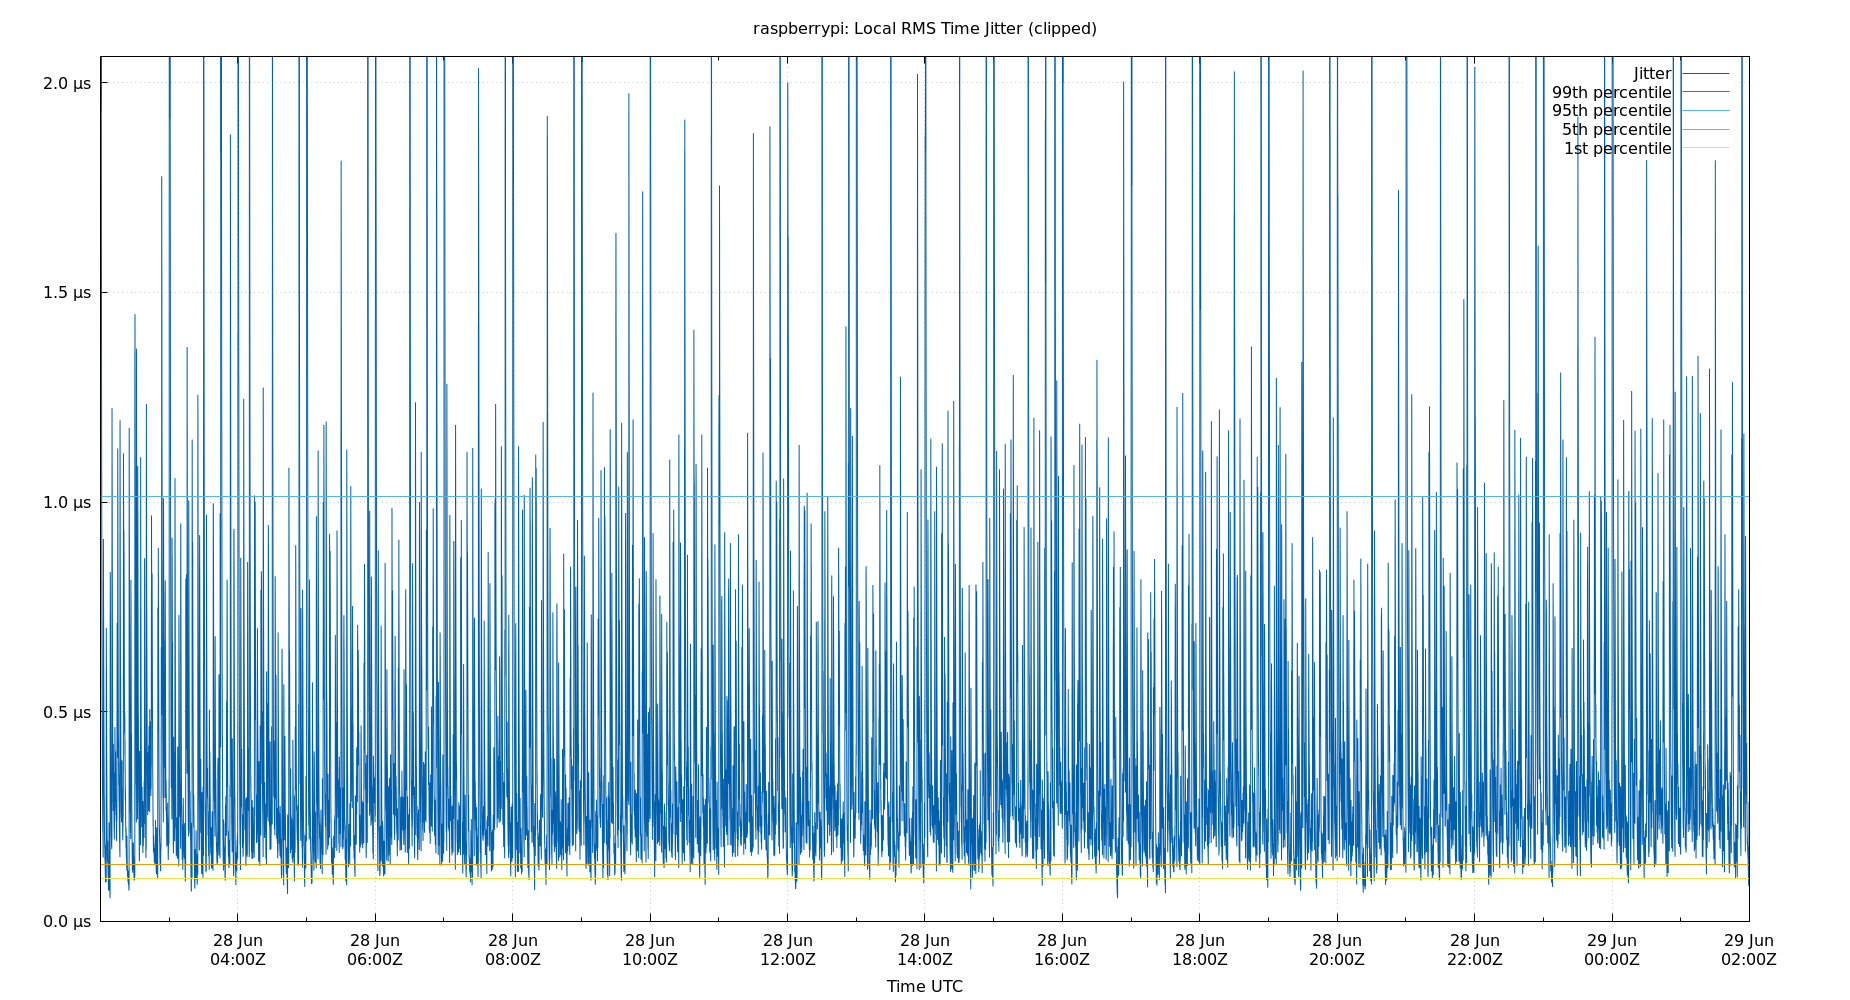 raspberrypi: Local RMS Time Jitter (clipped)
2.0 µs
1.5 µs
1.0 µs
0.5 µs
0.0 µs
Jitter
99th percentile
95th percentile
5th percentile
1st percentile
28 Jun 28 Jun 28 Jun 28 Jun 28 Jun 28 Jun 28 Jun 28 Jun 28 Jun 28 Jun 29 Jun 29 Jun
04:00Z 06:00Z 08:00Z 10:00Z 12:00Z 14:00Z 16:00Z 18:00Z 20:00Z 22:00Z 00:00Z 02:00Z
Time UTC